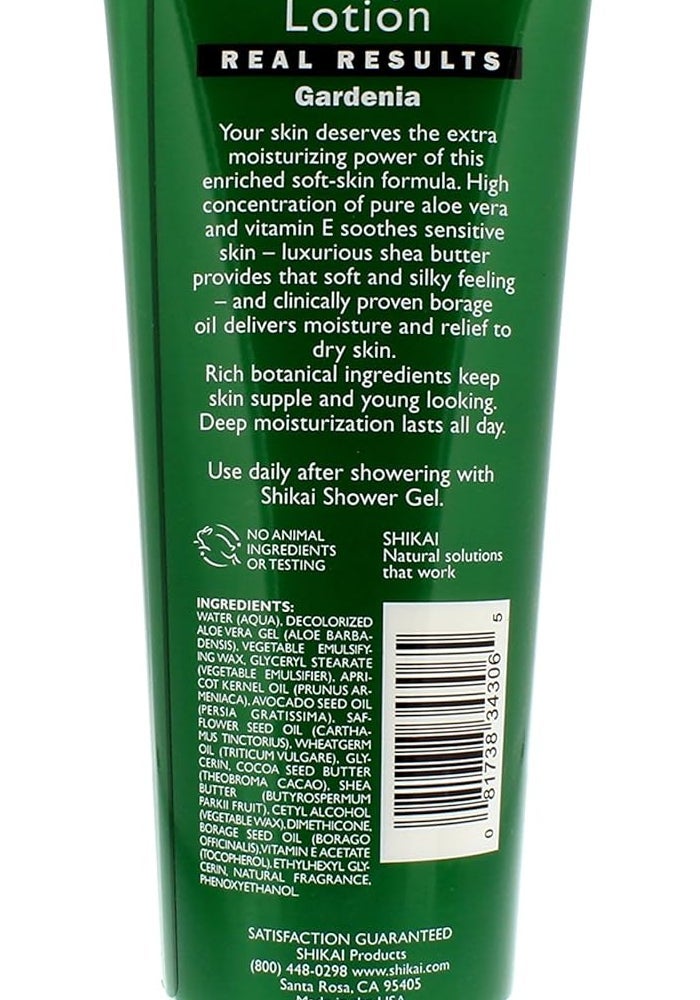 Lotion
REAL RESULTS
Gardenia
Your skin deserves the extra
moisturizing power of this
enriched soft-skin formula. High
concentration of pure aloe vera
and vitamin E soothes sensitive
skin – luxurious shea butter
provides that soft and silky feeling
– and clinically proven borage
oil delivers moisture and relief to
dry skin.
Rich botanical ingredients keep
skin supple and young looking.
Deep moisturization lasts all day.
Use daily after showering with
Shikai Shower Gel.
NO ANIMAL
INGREDIENTS
OR TESTING
SHIKAI
Natural solutions
that work
INGREDIENTS:
WATER (AQUA), DECOLORIZED
ALOE VERA GEL (ALOE BARBA-
DENSIS), VEGETABLE EMULSIFY-
ING WAX, GLYCERYL STEARATE
(VEGETABLE EMULSIFIER), APRI-
COT KERNEL OIL (PRUNUS AR-
MENIACA), AVOCADO SEED OIL
(PERSIA GRATISSIMA), SAF-
FLOWER SEED OIL (CARTHA-
MUS TINCTORIUS), WHEATGERM
OIL (TRITICUM VULGARE), GLY-
CERIN, COCOA SEED BUTTER
(THEOBROMA CACAO), SHEA
BUTTER (BUTYROSPERMUM
PARKII FRUIT), CETYL ALCOHOL
(VEGETABLE WAX), DIMETHICONE,
BORAGE SEED OIL (BORAGO
OFFICINALIS), VITAMIN E ACETATE
(TOCOPHEROL), ETHYLHEXYL GLY-
CERIN, NATURAL FRAGRANCE,
PHENOXYETHANOL.
0 81738 34306 5
SATISFACTION GUARANTEED
SHIKAI Products
(800) 448-0298 www.shikai.com
Santa Rosa, CA 95405
Made in the USA